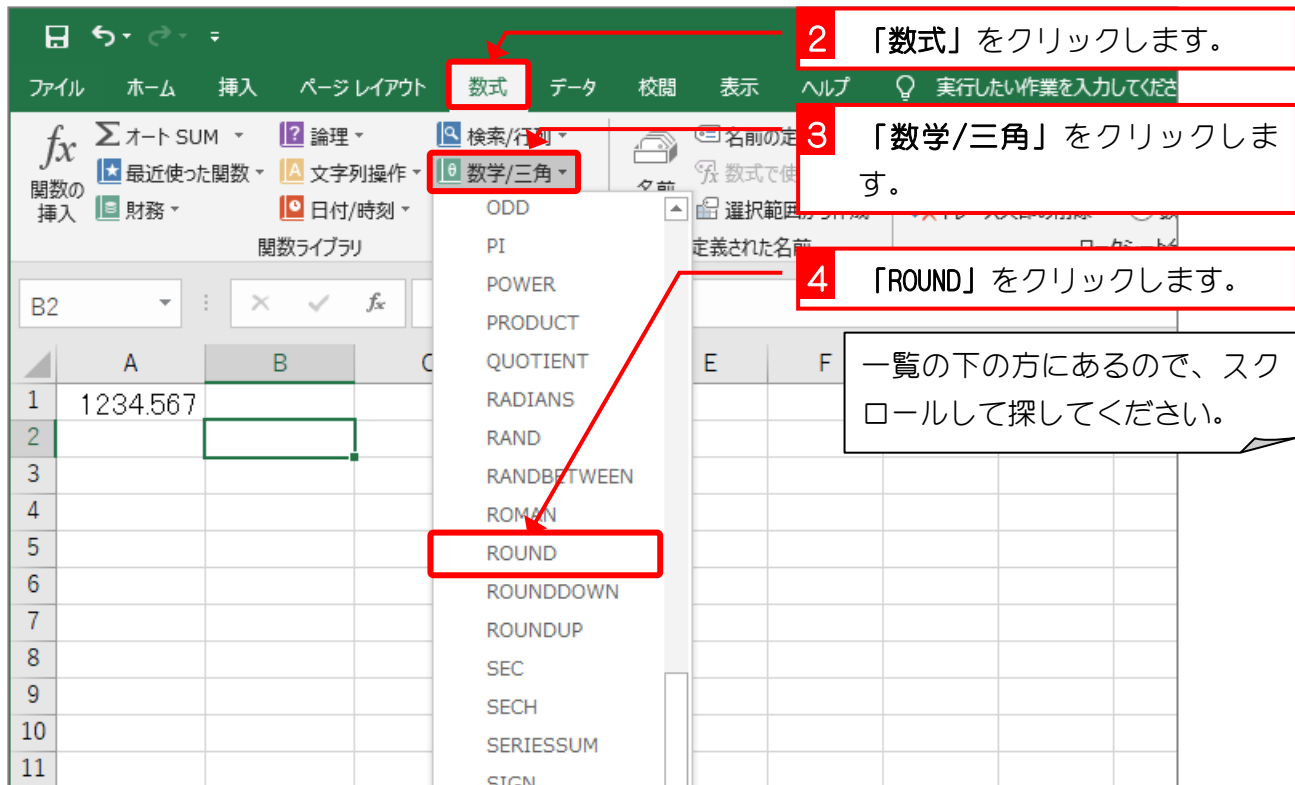 2 「数式」をクリックします。
ファイル ホーム 挿入 ページ レイアウト 数式 データ 校閲 表示 ヘルプ 実行したい作業を入力してくださ
fx 関数の挿入
Σ オート SUM
最近使った関数
財務
論理
文字列操作
日付/時刻
検索/行列
数学/三角
関数ライブラリ
名前
名前の定
数式で使
選択範囲から作成
定義された名前
3 「数学/三角」をクリックしま
す。
4 「ROUND」をクリックします。
一覧の下の方にあるので、スク
ロールして探してください。
B2 fx
A B C E F
1 1234.567
2
3
4
5
6
7
8
9
10
11
ODD
PI
POWER
PRODUCT
QUOTIENT
RADIANS
RAND
RANDBETWEEN
ROMAN
ROUND
ROUNDDOWN
ROUNDUP
SEC
SECH
SERIESSUM
SIGN